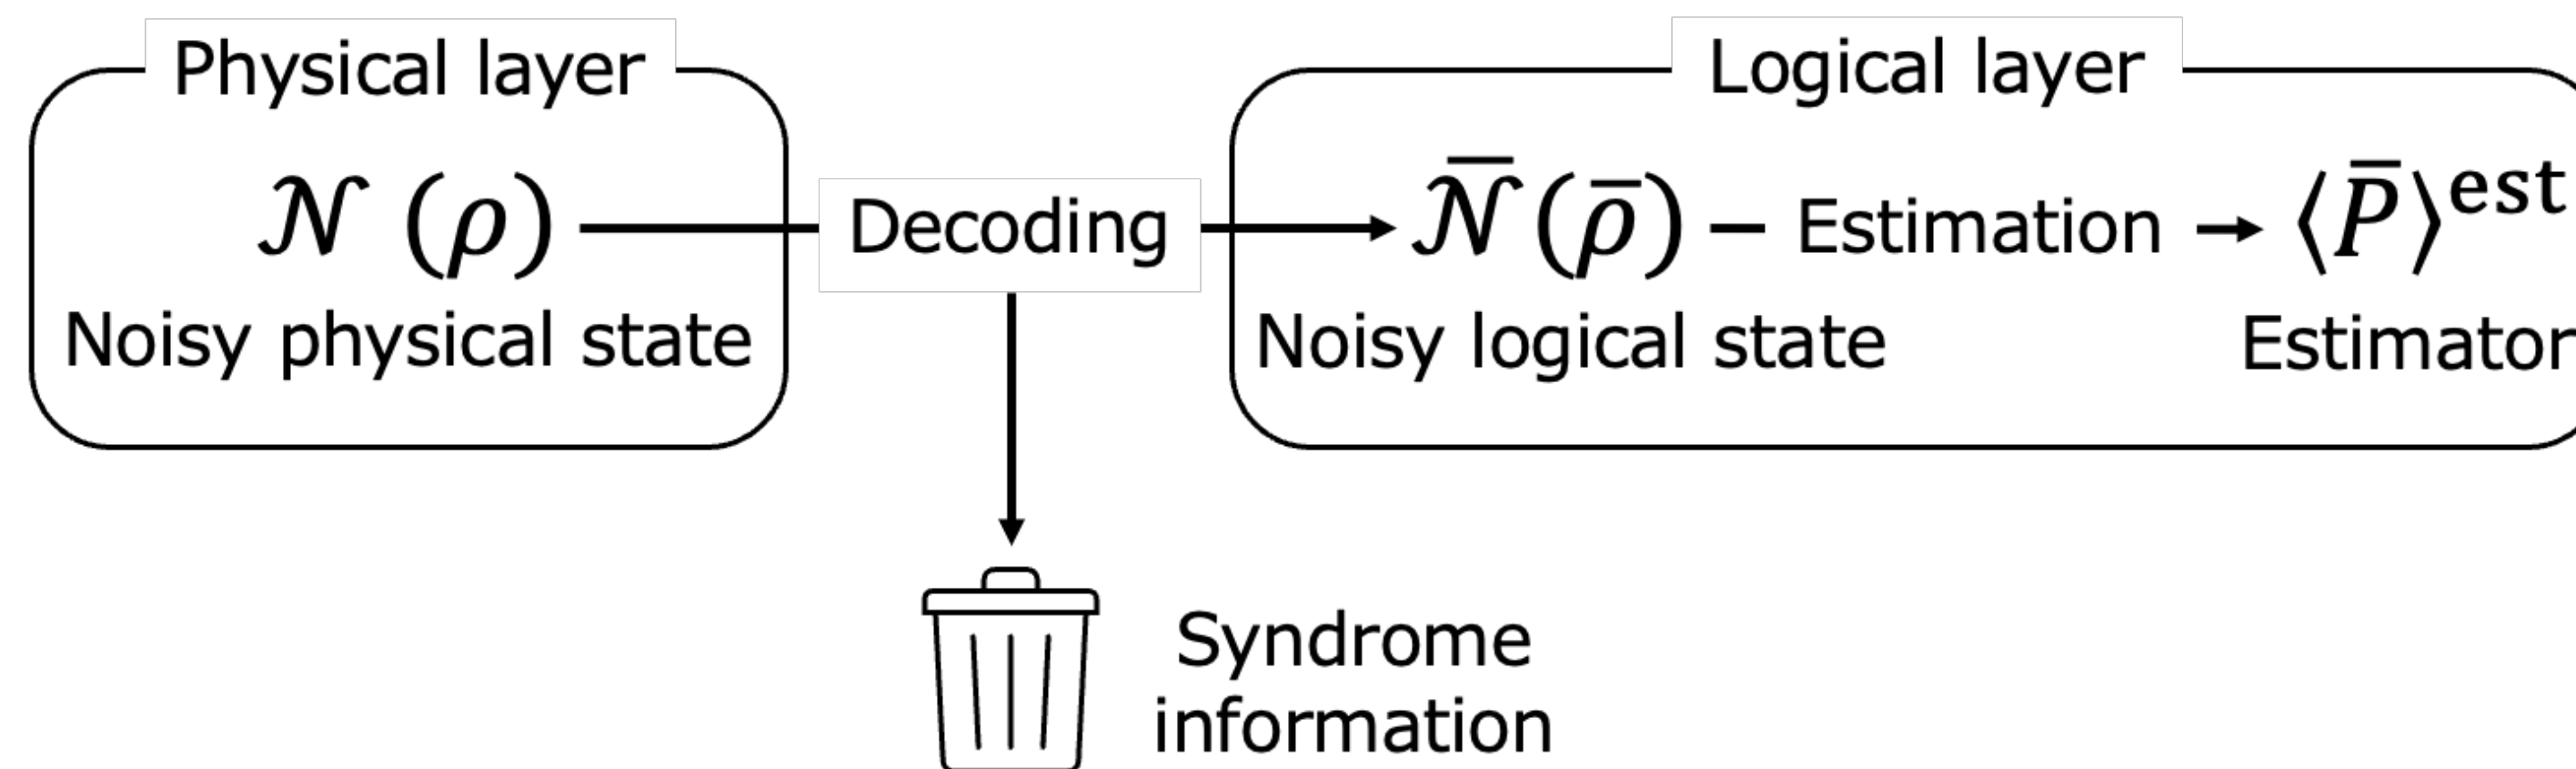 Physical layer
Logical layer
𝒩 (ρ)
Decoding
𝒩̅ (ρ̅)
Estimation
⟨P̅⟩ᵉˢᵗ
Noisy physical state
Noisy logical state
Estimator
Syndrome
information